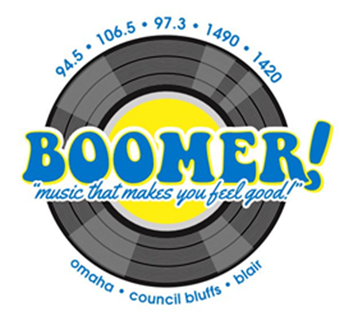 94.5 • 106.5 • 97.3 • 1490 • 1420
BOOMER!
"music that makes you feel good!"
omaha • council bluffs • blair